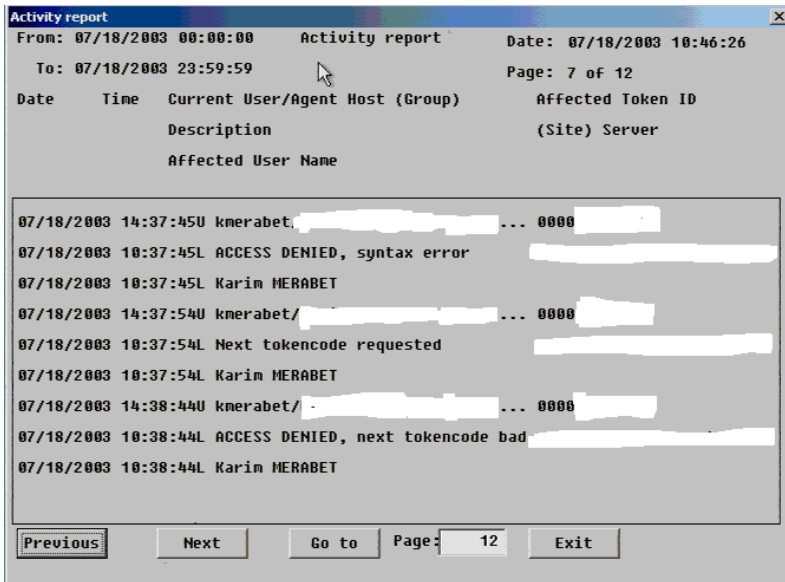 Activity report
From: 07/18/2003 00:00:00 Activity report Date: 07/18/2003 10:46:26
To: 07/18/2003 23:59:59 Page: 7 of 12
Date Time Current User/Agent Host (Group) Affected Token ID
Description (Site) Server
Affected User Name
07/18/2003 14:37:45U kmerabet/ ... 0000
07/18/2003 10:37:45L ACCESS DENIED, syntax error
07/18/2003 10:37:45L Karim MERABET
07/18/2003 14:37:54U kmerabet/ ... 0000
07/18/2003 10:37:54L Next tokencode requested
07/18/2003 10:37:54L Karim MERABET
07/18/2003 14:38:44U kmerabet/ ... 0000
07/18/2003 10:38:44L ACCESS DENIED, next tokencode bad
07/18/2003 10:38:44L Karim MERABET
Previous Next Go to Page: 12 Exit